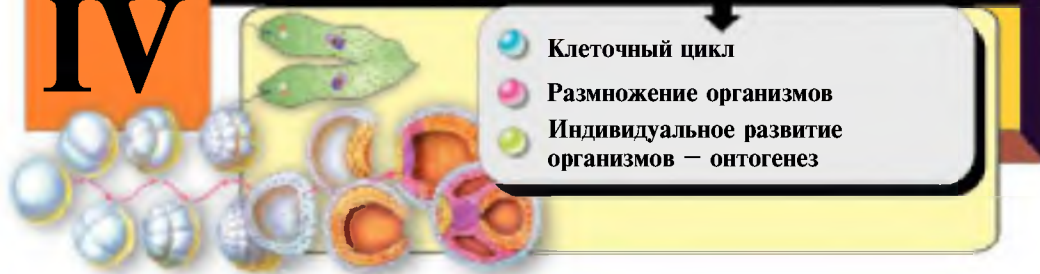 IV
Клеточный цикл
Размножение организмов
Индивидуальное развитие
организмов — онтогенез